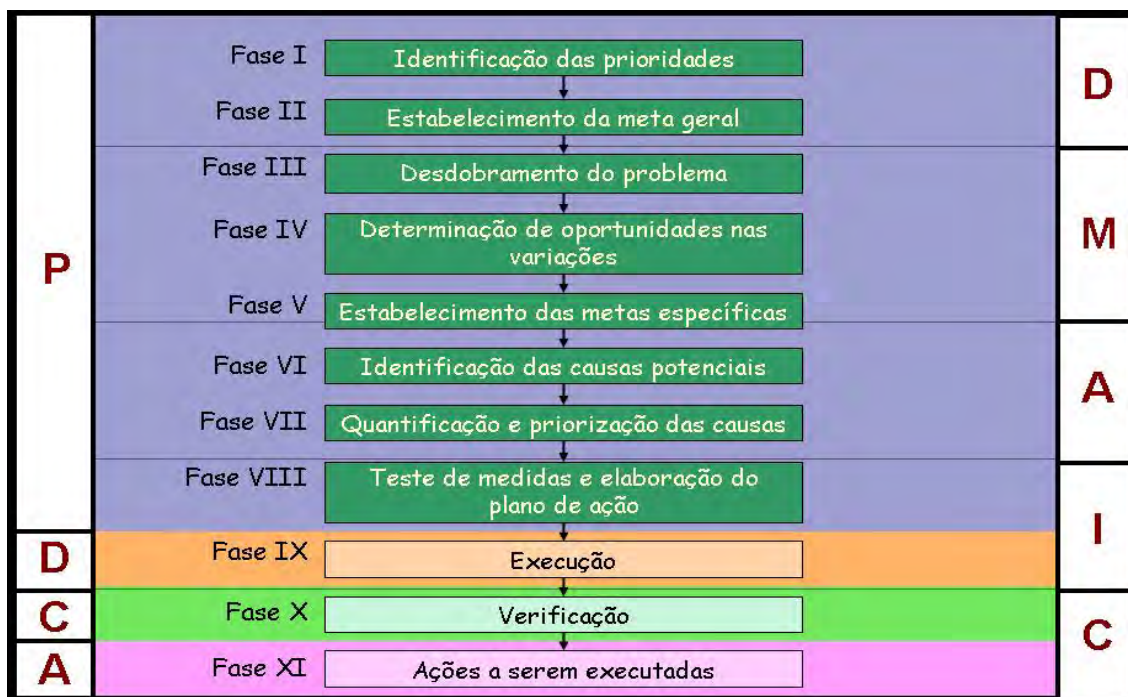 Fase I
Identificação das prioridades
D
Fase II
Estabelecimento da meta geral
Fase III
Desdobramento do problema
M
Fase IV
Determinação de oportunidades nas
variações
P
Fase V
Estabelecimento das metas específicas
Fase VI
Identificação das causas potenciais
A
Fase VII
Quantificação e priorização das causas
Fase VIII
Teste de medidas e elaboração do
plano de ação
I
D
Fase IX
Execução
C
Fase X
Verificação
C
A
Fase XI
Ações a serem executadas